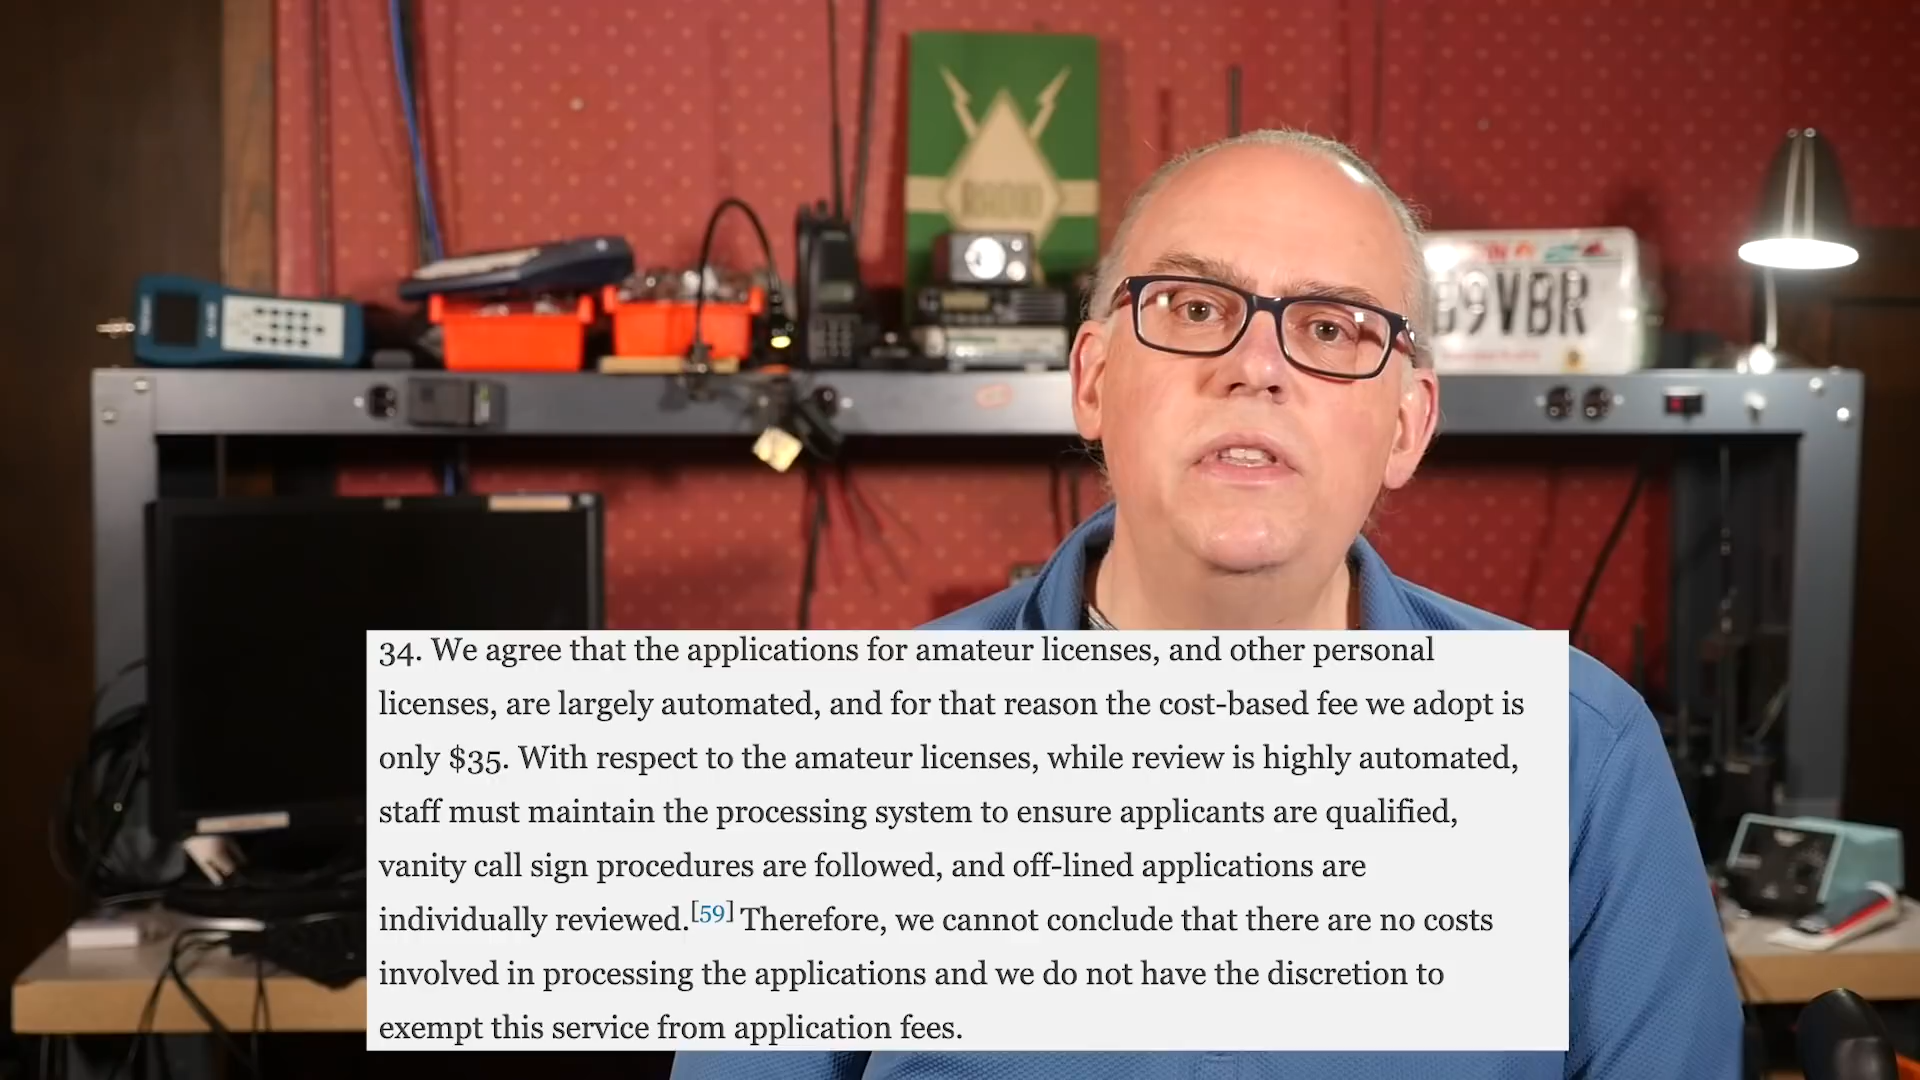 RADIO
B9VBR
34. We agree that the applications for amateur licenses, and other personal
licenses, are largely automated, and for that reason the cost-based fee we adopt is
only $35. With respect to the amateur licenses, while review is highly automated,
staff must maintain the processing system to ensure applicants are qualified,
vanity call sign procedures are followed, and off-lined applications are
individually reviewed.[59] Therefore, we cannot conclude that there are no costs
involved in processing the applications and we do not have the discretion to
exempt this service from application fees.